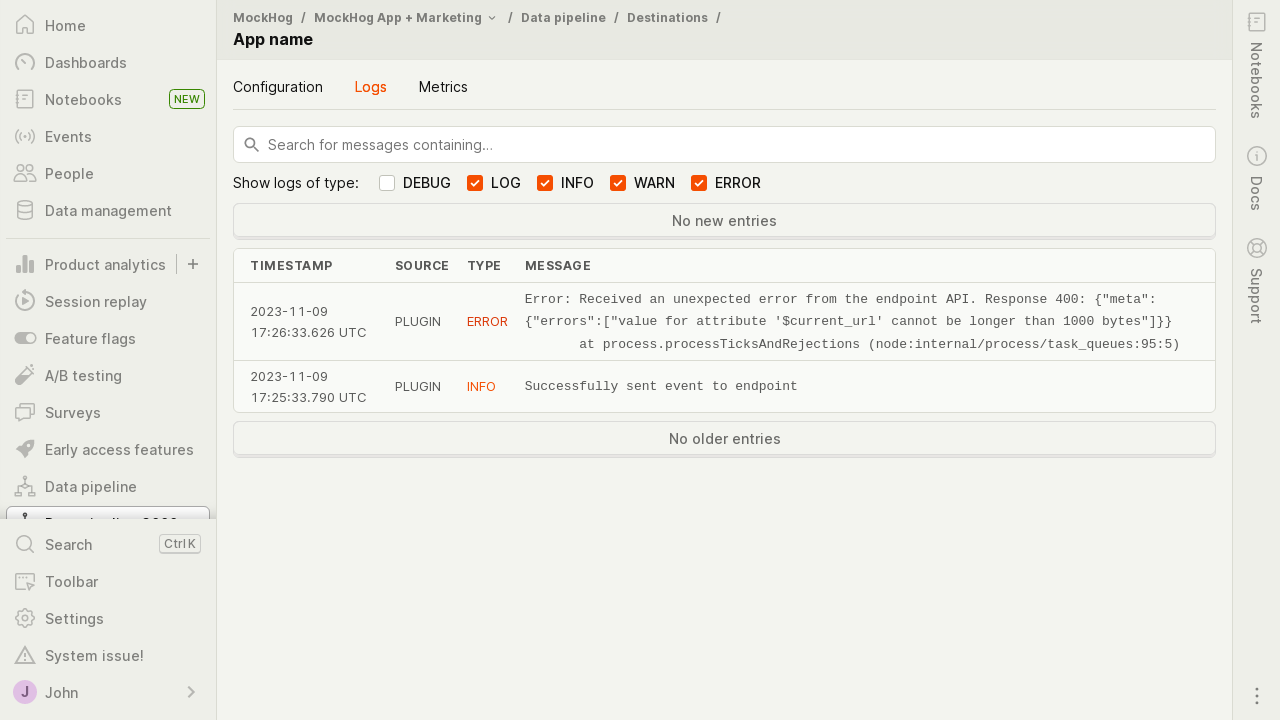 Home
Dashboards
Notebooks NEW
Events
People
Data management
Product analytics
Session replay
Feature flags
A/B testing
Surveys
Early access features
Data pipeline
Search Ctrl K
Toolbar
Settings
System issue!
J John
MockHog / MockHog App + Marketing / Data pipeline / Destinations /
App name
Configuration Logs Metrics
Search for messages containing…
Show logs of type: DEBUG LOG INFO WARN ERROR
No new entries
TIMESTAMP SOURCE TYPE MESSAGE
2023-11-09
17:26:33.626 UTC
PLUGIN
ERROR
Error: Received an unexpected error from the endpoint API. Response 400: {"meta":
{"errors":["value for attribute '$current_url' cannot be longer than 1000 bytes"]}}
at process.processTicksAndRejections (node:internal/process/task_queues:95:5)
2023-11-09
17:25:33.790 UTC
PLUGIN
INFO
Successfully sent event to endpoint
No older entries
Notebooks
Docs
Support